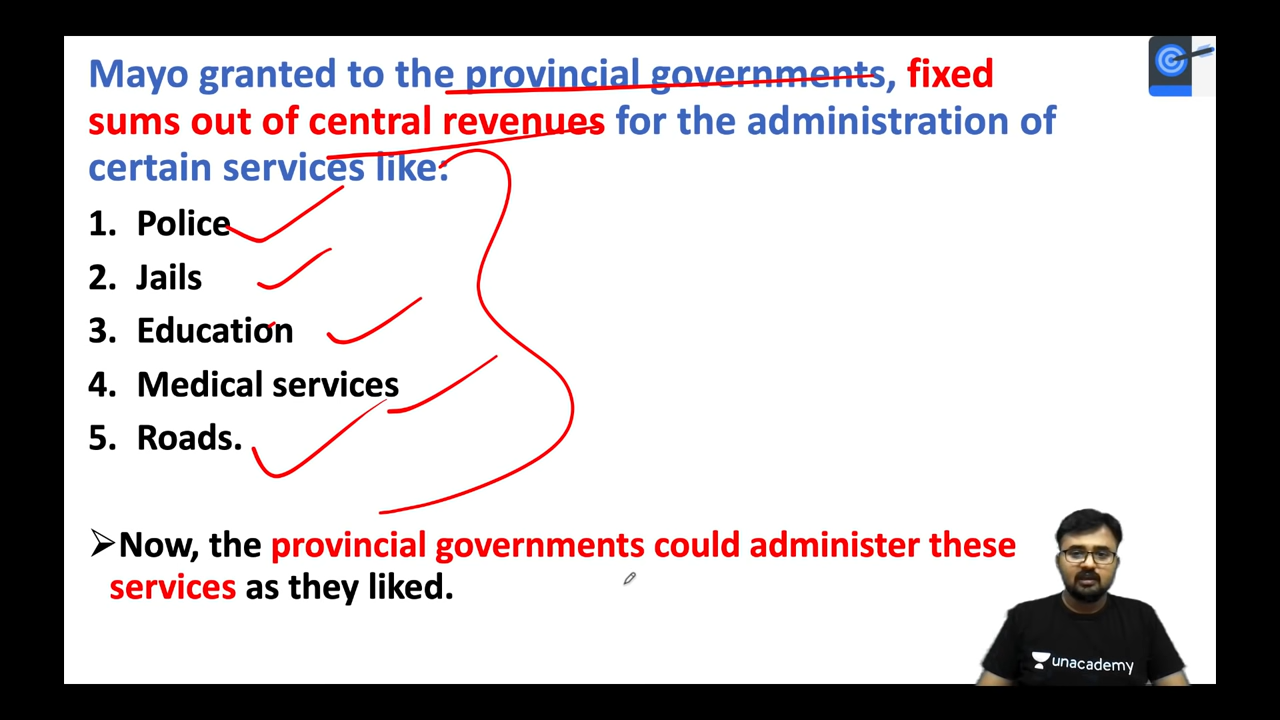 Mayo granted to the provincial governments, fixed
sums out of central revenues for the administration of
certain services like:
1. Police
2. Jails
3. Education
4. Medical services
5. Roads.
➢Now, the provincial governments could administer these
services as they liked.
unacademy